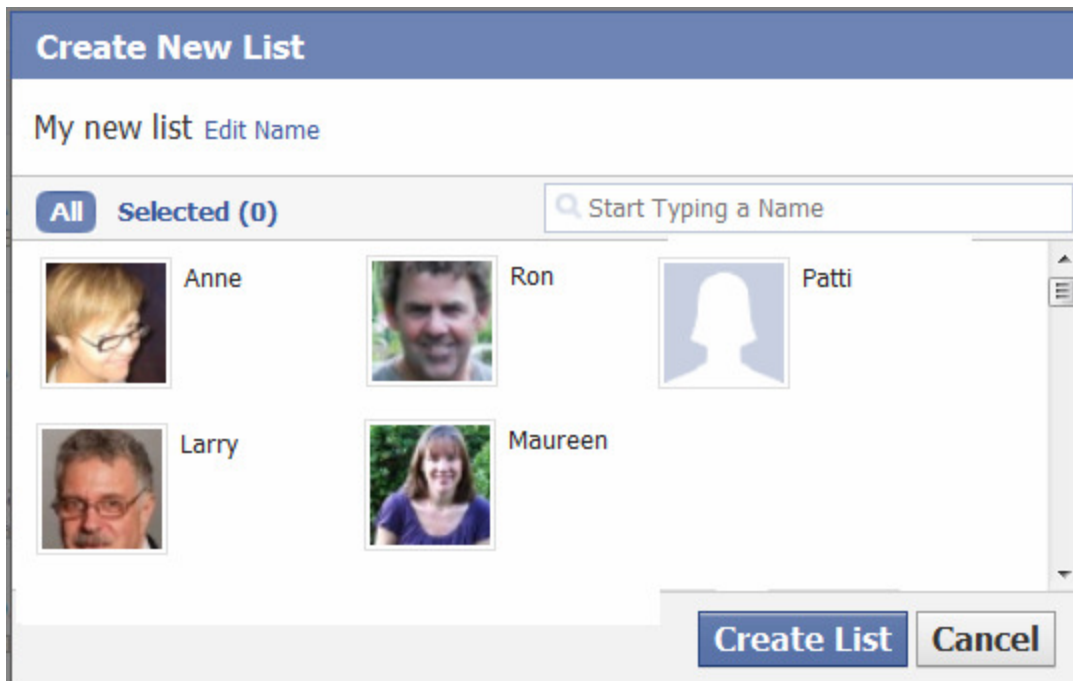 Create New List
My new list Edit Name
All Selected (0) Start Typing a Name
Anne Ron Patti
Larry Maureen
Create List Cancel